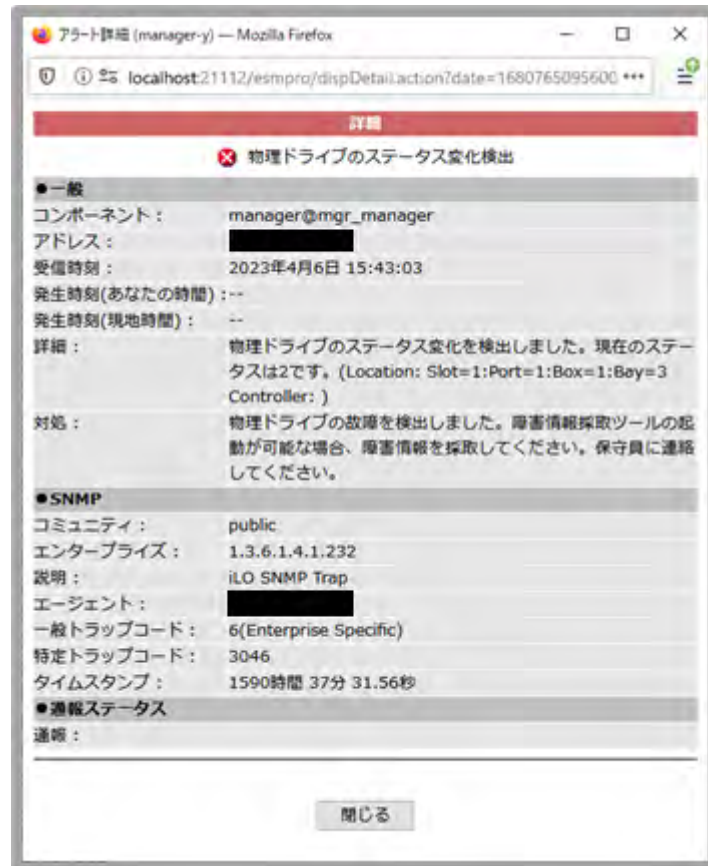 アラート詳細 (manager-y) — Mozilla Firefox
localhost:21112/esmpro/dispDetail.action?date=1680765095600 •••
詳細
物理ドライブのステータス変化検出
●一般
コンポーネント： manager@mgr_manager
アドレス：
受信時刻： 2023年4月6日 15:43:03
発生時刻(あなたの時間)：--
発生時刻(現地時間)： --
詳細： 物理ドライブのステータス変化を検出しました。現在のステー
タスは2です。(Location: Slot=1:Port=1:Box=1:Bay=3
Controller: )
対処： 物理ドライブの故障を検出しました。障害情報採取ツールの起
動が可能な場合、障害情報を採取してください。保守員に連絡
してください。
●SNMP
コミュニティ： public
エンタープライズ： 1.3.6.1.4.1.232
説明： iLO SNMP Trap
エージェント：
一般トラップコード： 6(Enterprise Specific)
特定トラップコード： 3046
タイムスタンプ： 1590時間 37分 31.56秒
●通報ステータス
通報：
閉じる